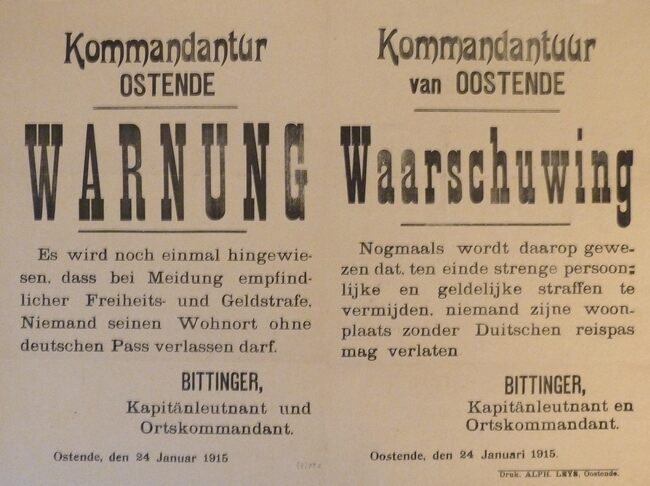 Kommandantur
OSTENDE
WARNUNG
Es wird noch einmal hingewie-
sen, dass bei Meidung empfind-
licher Freiheits- und Geldstrafe,
Niemand seinen Wohnort ohne
deutschen Pass verlassen darf.
BITTINGER,
Kapitänleutnant und
Ortskommandant.
Ostende, den 24 Januar 1915
Kommandantuur
van OOSTENDE
Waarschuwing
Nogmaals wordt daarop gewe-
zen dat, ten einde strenge persoon-
lijke en geldelijke straffen te
vermijden, niemand zijne woon-
plaats zonder Duitschen reispas
mag verlaten
BITTINGER,
Kapitänleutnant en
Ortskommandant.
Oostende, den 24 Januari 1915.
Druk. ALPH. LEYS, Oostende.